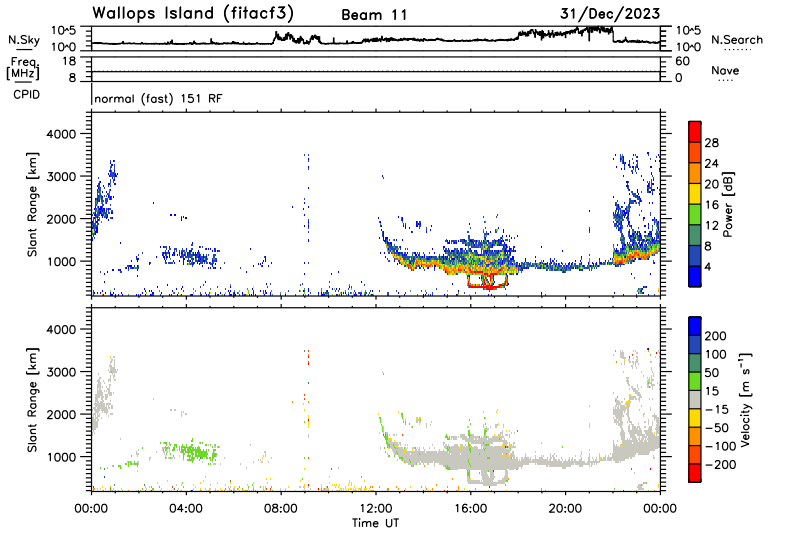 Wallops Island (fitacf3) Beam 11 31/Dec/2023
N.Sky 10^5 10^5 N.Search
10^0 10^0
Freq. 18 60 Nave
[MHz] 8 0
CPID normal (fast) 151 RF
Slant Range [km]
4000
3000
2000
1000
28
24
20
16
12
8
4
Power [dB]
Slant Range [km]
4000
3000
2000
1000
200
100
50
15
-15
-50
-100
-200
Velocity [m s⁻¹]
00:00 04:00 08:00 12:00 16:00 20:00 00:00
Time UT